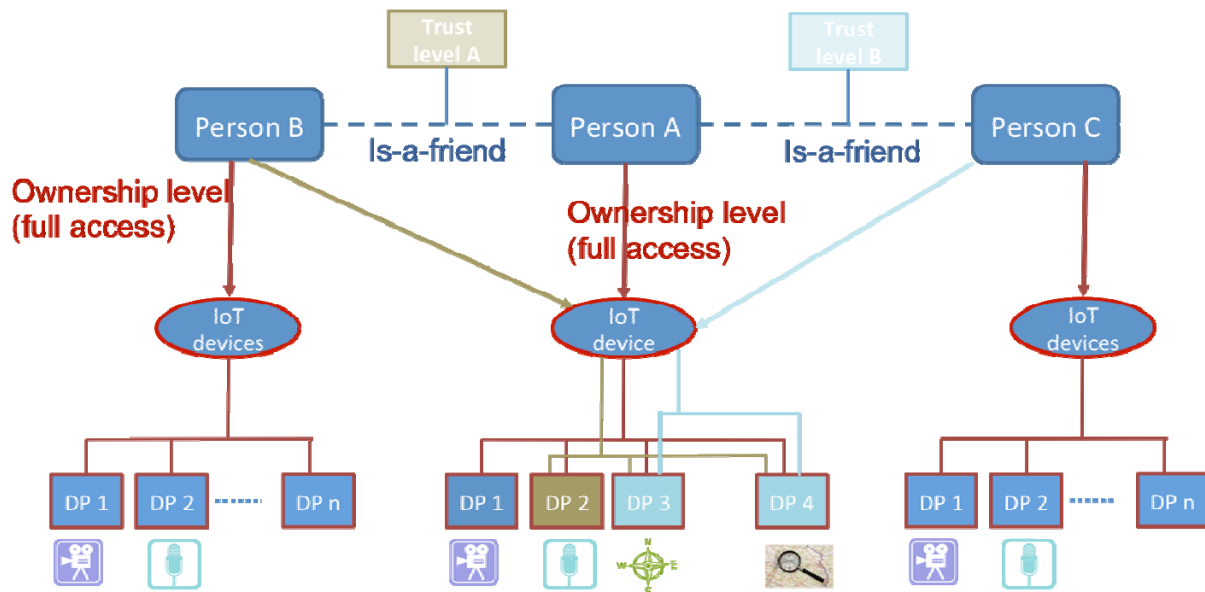 Trust
level A
Trust
level B
Person B
Person A
Person C
Is-a-friend
Is-a-friend
Ownership level
(full access)
Ownership level
(full access)
IoT
devices
IoT
device
IoT
devices
DP 1
DP 2
DP n
DP 1
DP 2
DP 3
DP 4
DP 1
DP 2
DP n
N
W
E
S